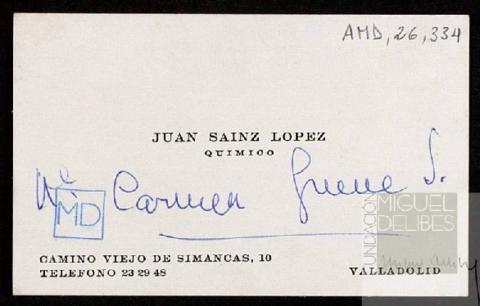 AMD,26,334
JUAN SAINZ LOPEZ
QUIMICO
Mª Carmen S.
MD
CAMINO VIEJO DE SIMANCAS, 10
TELEFONO 23 29 48
VALLADOLID
FUNDACIÓN
MIGUEL
DELIBES